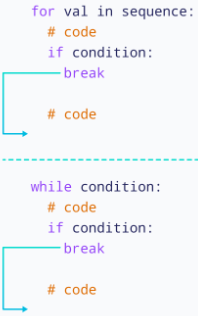 for val in sequence:
# code
if condition:
break
# code
while condition:
# code
if condition:
break
# code